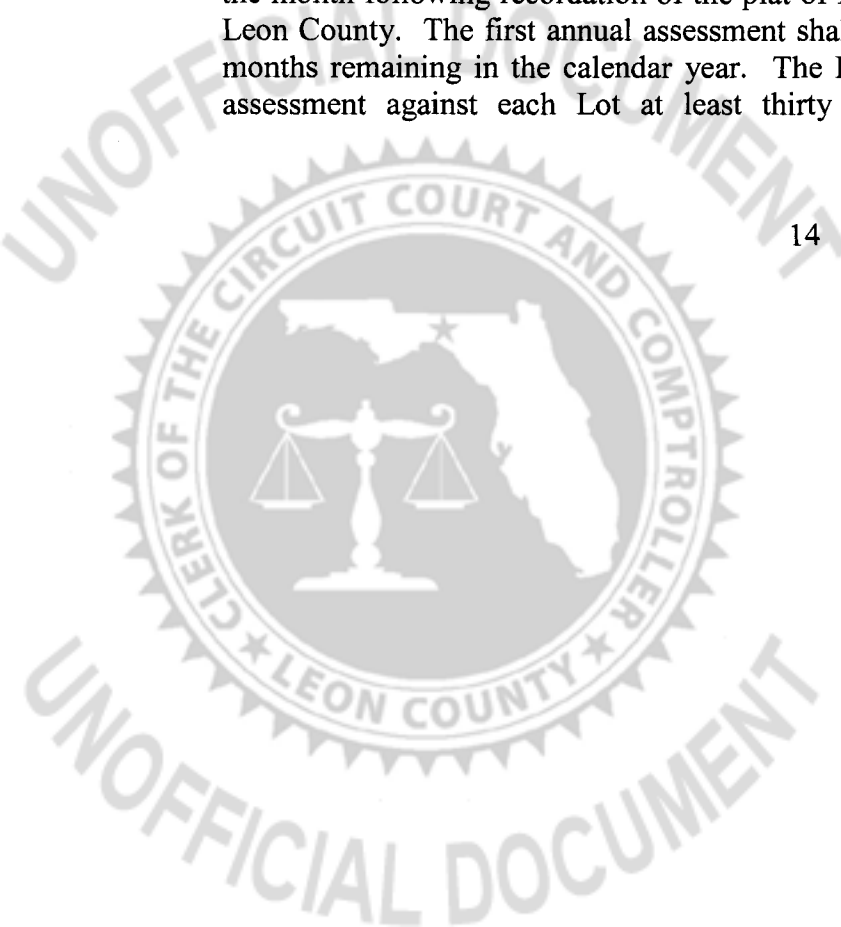 the month following recordation of the plat of
Leon County. The first annual assessment shal
months remaining in the calendar year. The
assessment against each Lot at least thirty
14
UNOFFICIAL DOCUMENT
CLERK OF THE CIRCUIT COURT AND COMPTROLLER
★ LEON COUNTY ★
UNOFFICIAL DOCUMENT